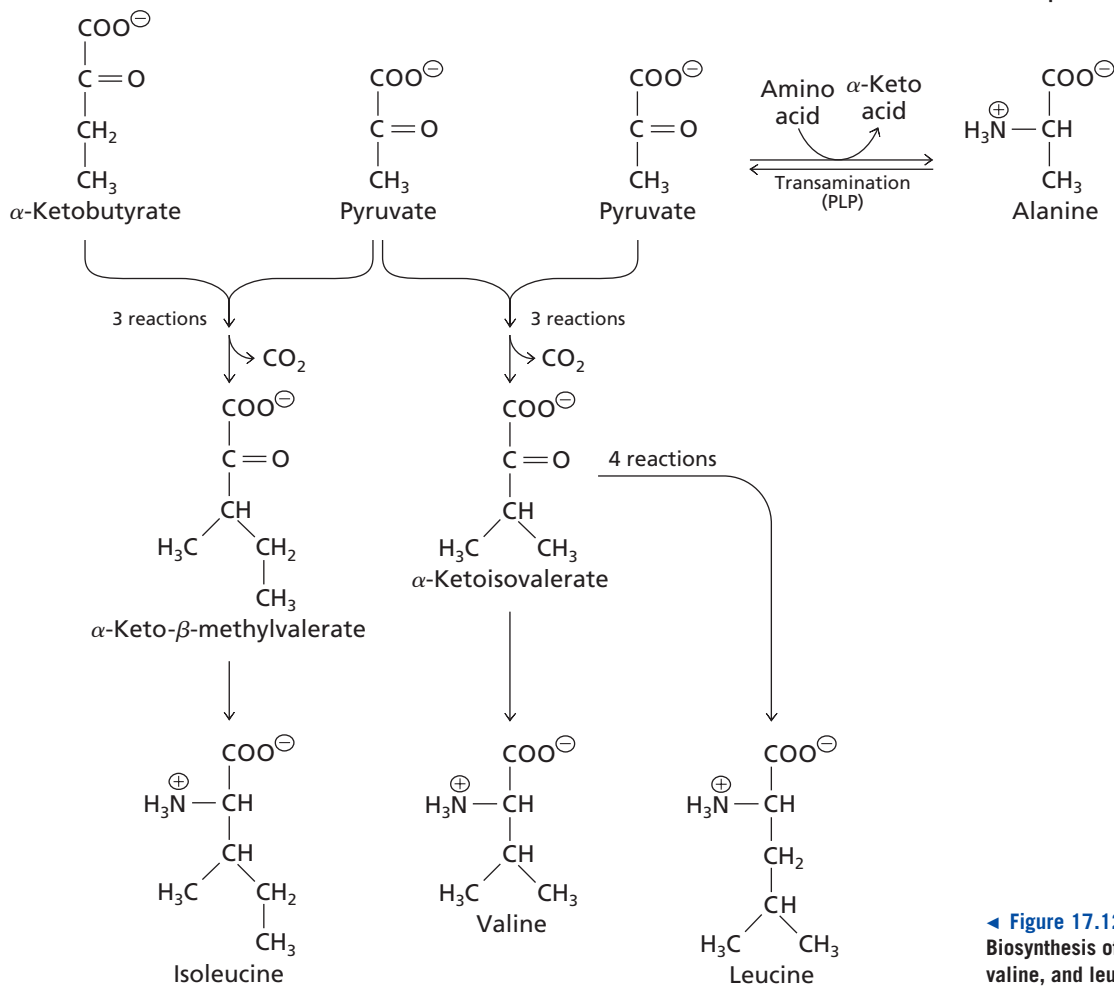 COO⊖
C=O
CH₂
CH₃
α-Ketobutyrate
COO⊖
C=O
CH₃
Pyruvate
COO⊖
C=O
CH₃
Pyruvate
Amino
acid
α-Keto
acid
Transamination
(PLP)
COO⊖
H₃N⊕—CH
CH₃
Alanine
3 reactions
CO₂
3 reactions
CO₂
COO⊖
C=O
CH
H₃C CH₂
CH₃
α-Keto-β-methylvalerate
COO⊖
C=O
CH
H₃C CH₃
α-Ketoisovalerate
4 reactions
COO⊖
H₃N⊕—CH
CH
H₃C CH₂
CH₃
Isoleucine
COO⊖
H₃N⊕—CH
CH
H₃C CH₃
Valine
COO⊖
H₃N⊕—CH
CH₂
CH
H₃C CH₃
Leucine
◄ Figure 17.12
Biosynthesis of
valine, and leu